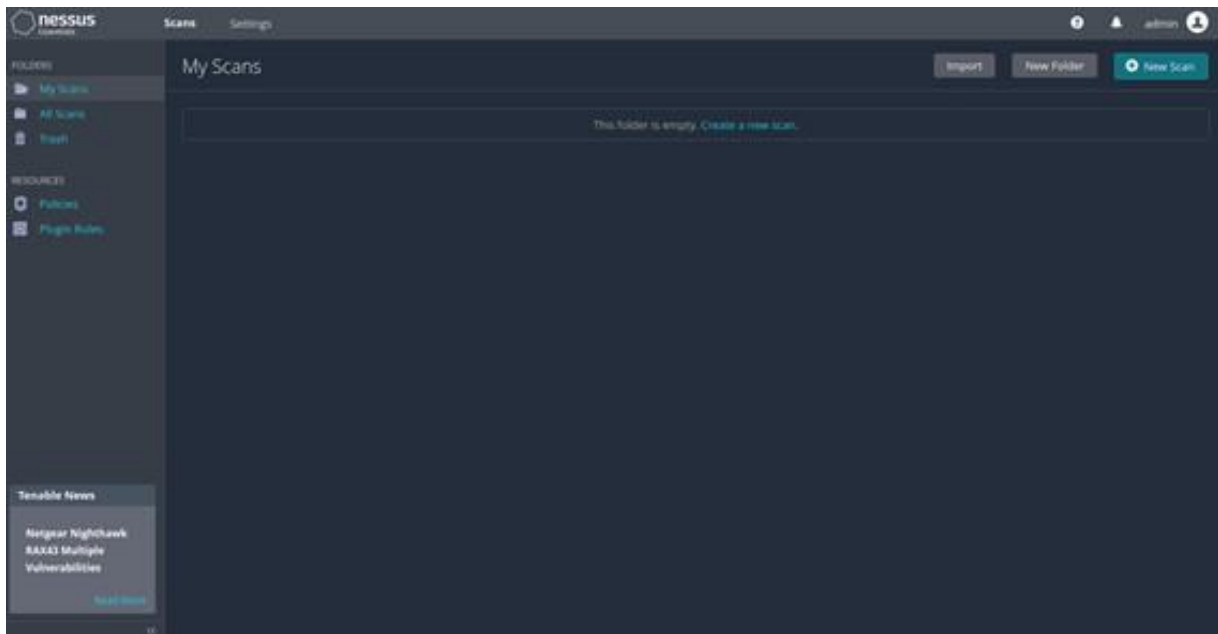 nessus
Essentials
Scans
Settings
admin
FOLDERS
My Scans
All Scans
Trash
RESOURCES
Policies
Plugin Rules
My Scans
Import
New Folder
New Scan
This folder is empty. Create a new scan.
Tenable News
Netgear Nighthawk
RAX43 Multiple
Vulnerabilities
Read More